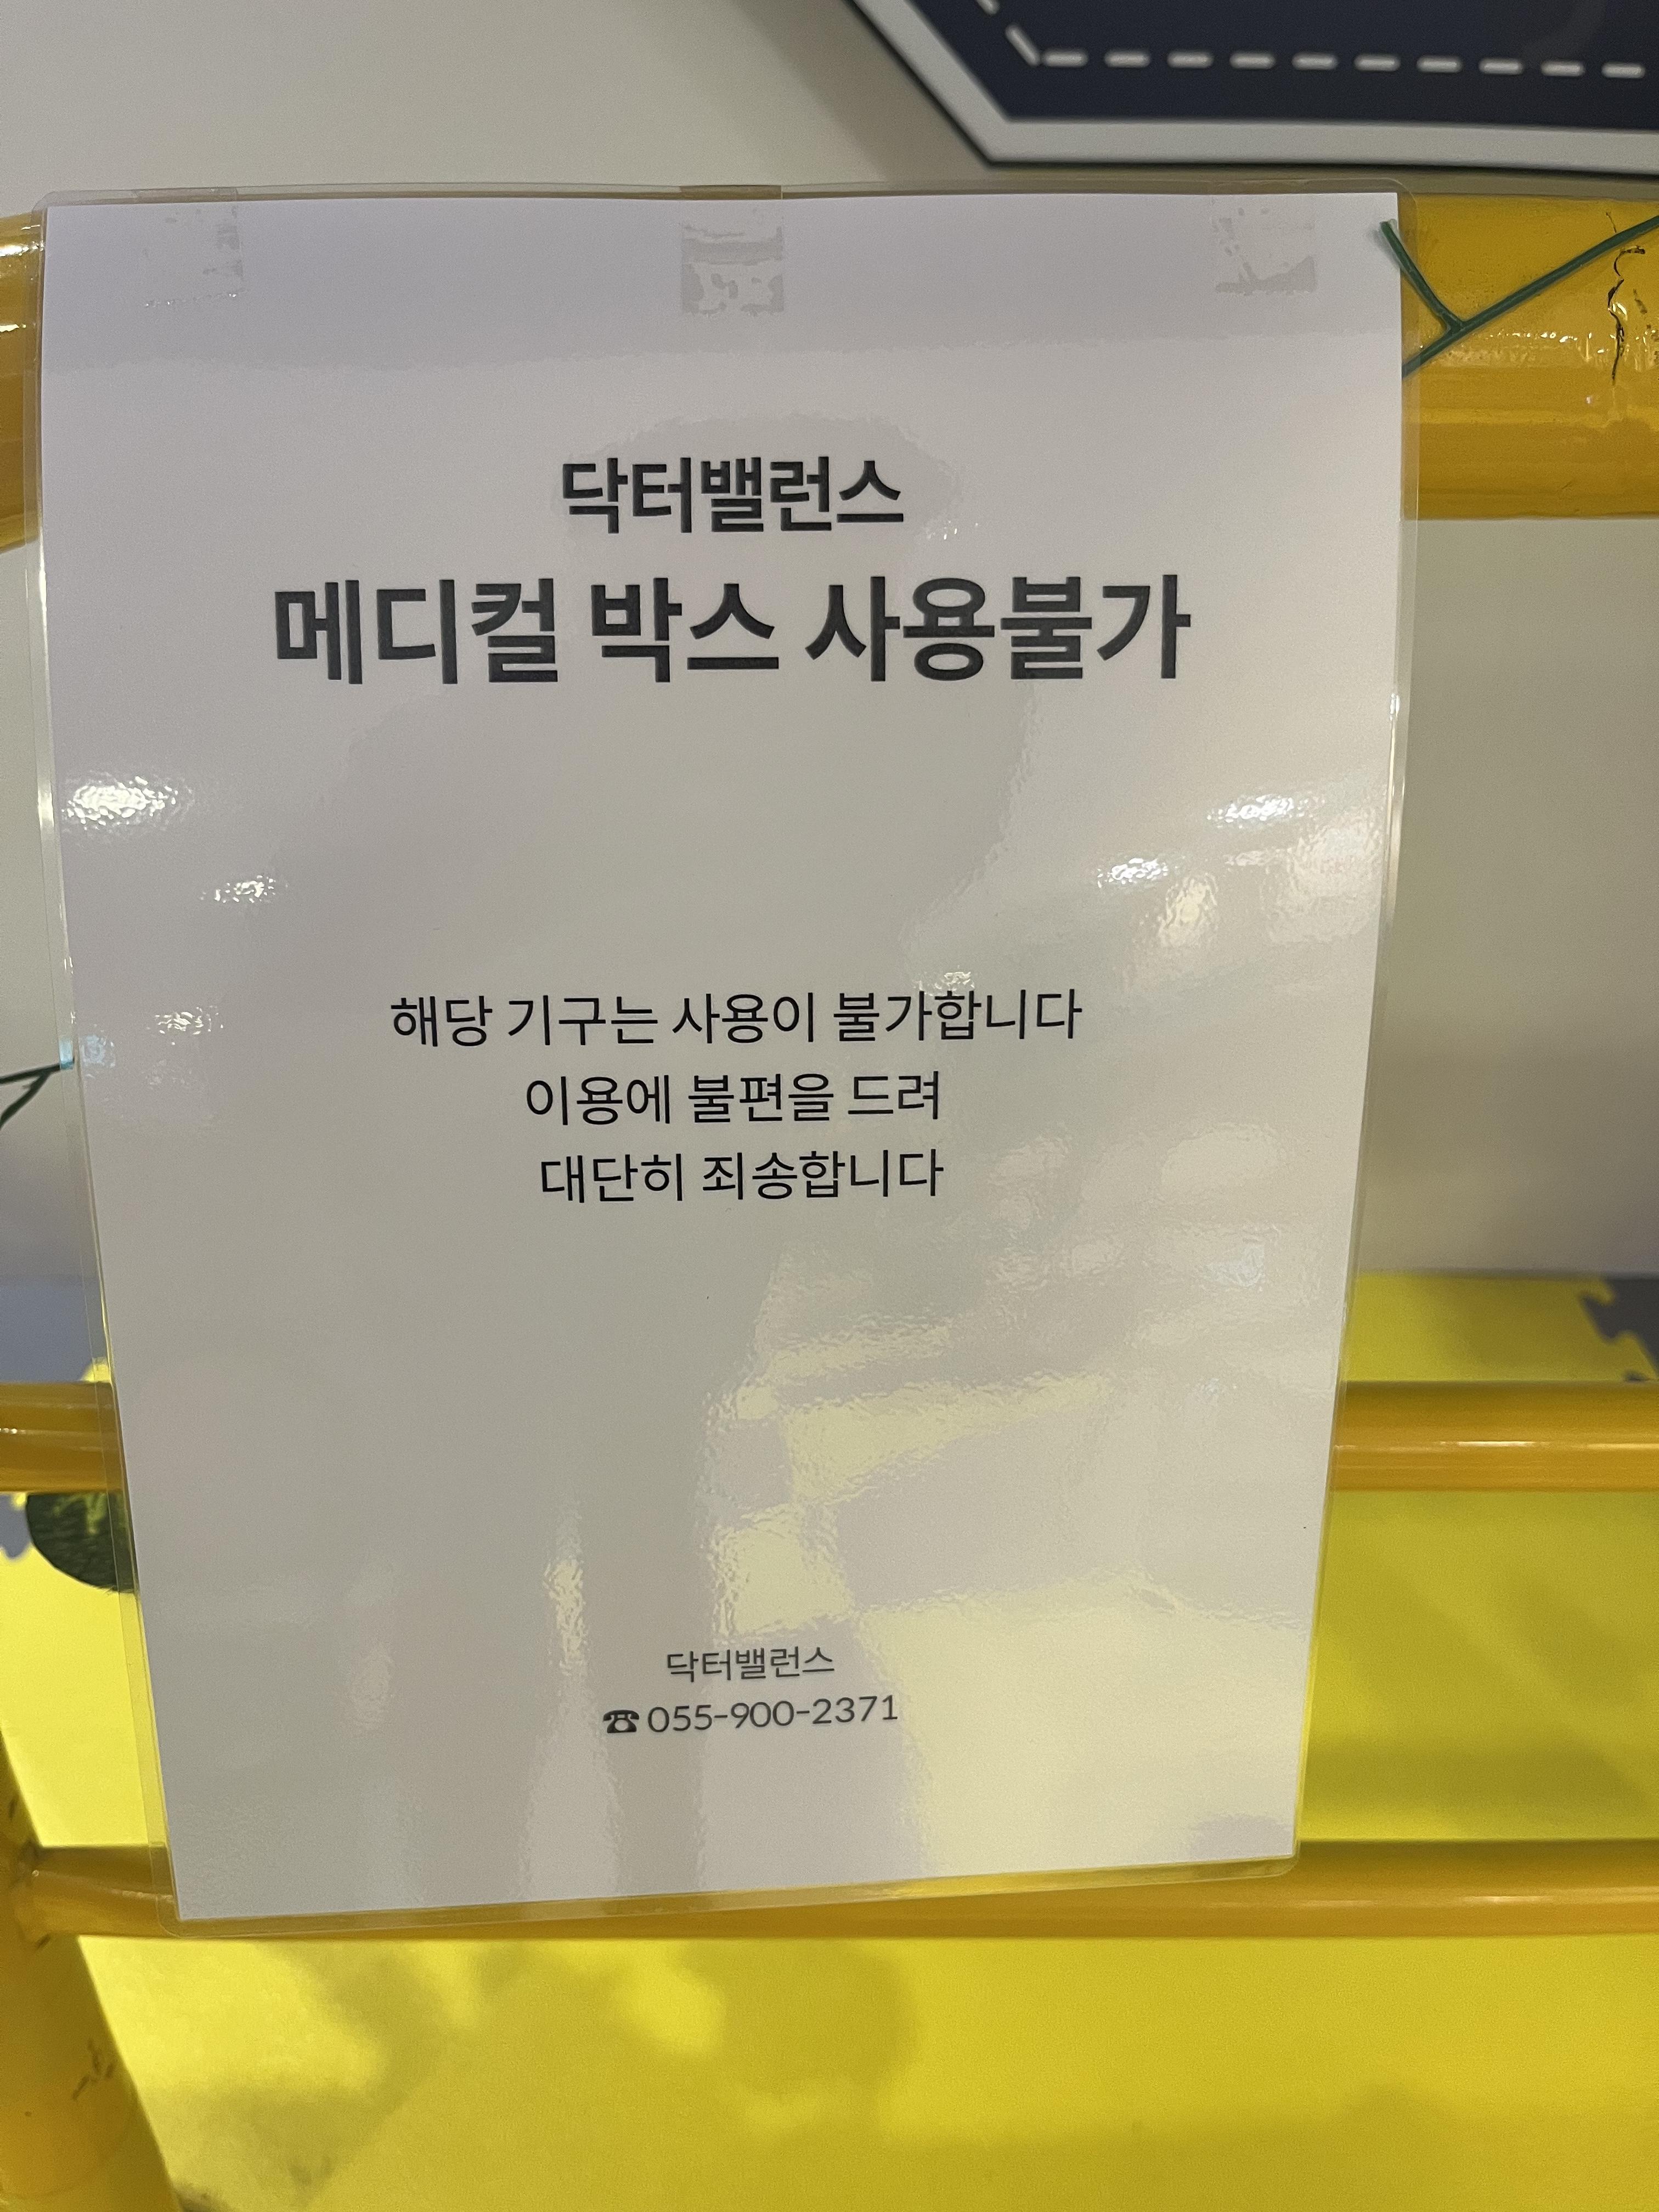 닥터밸런스
메디컬 박스 사용불가
해당 기구는 사용이 불가합니다
이용에 불편을 드려
대단히 죄송합니다
닥터밸런스
☎055-900-2371